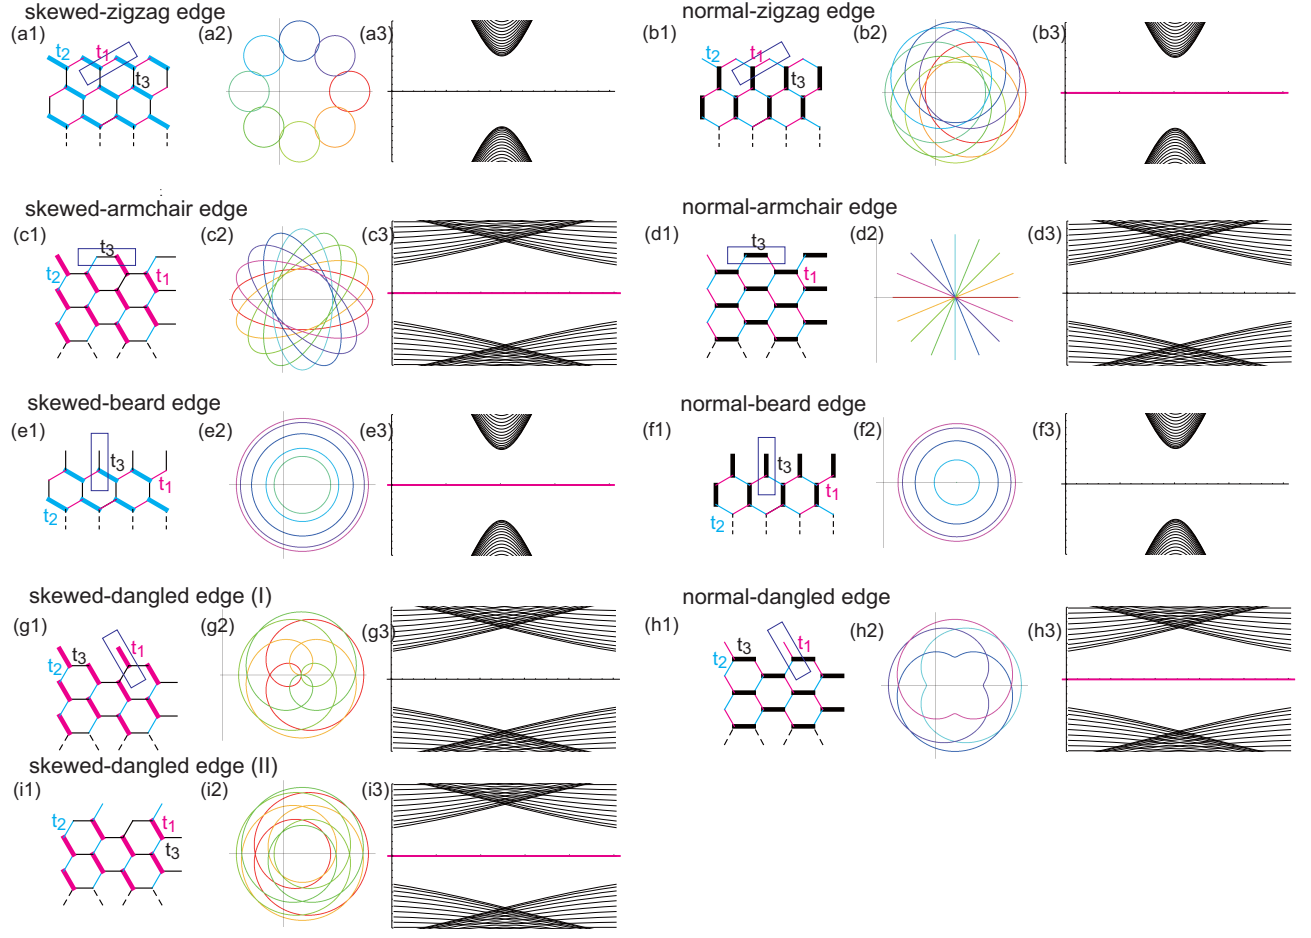 skewed-zigzag edge
(a1) (a2) (a3)
t2 t1
t3
normal-zigzag edge
(b1) (b2) (b3)
t2 t1
t3
:
skewed-armchair edge
(c1) (c2) (c3)
t3
t2 t1
normal-armchair edge
(d1) (d2) (d3)
t3
t2 t1
skewed-beard edge
(e1) (e2) (e3)
t3
t1
t2
normal-beard edge
(f1) (f2) (f3)
t3
t1
t2
skewed-dangled edge (I)
(g1) (g2) (g3)
t3 t1
t2
normal-dangled edge
(h1) (h2) (h3)
t3 t1
t2
skewed-dangled edge (II)
(i1) (i2) (i3)
t2 t1
t3